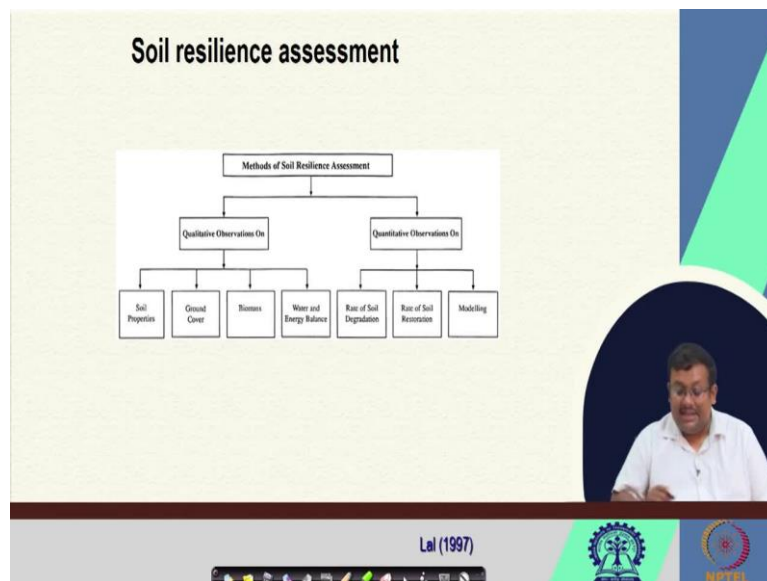 Soil resilience assessment
Methods of Soil Resilience Assessment
Qualitative Observations On
Quantitative Observations On
Soil
Properties
Ground
Cover
Biomass
Water and
Energy Balance
Rate of Soil
Degradation
Rate of Soil
Restoration
Modelling
Lal (1997)
NPTEL